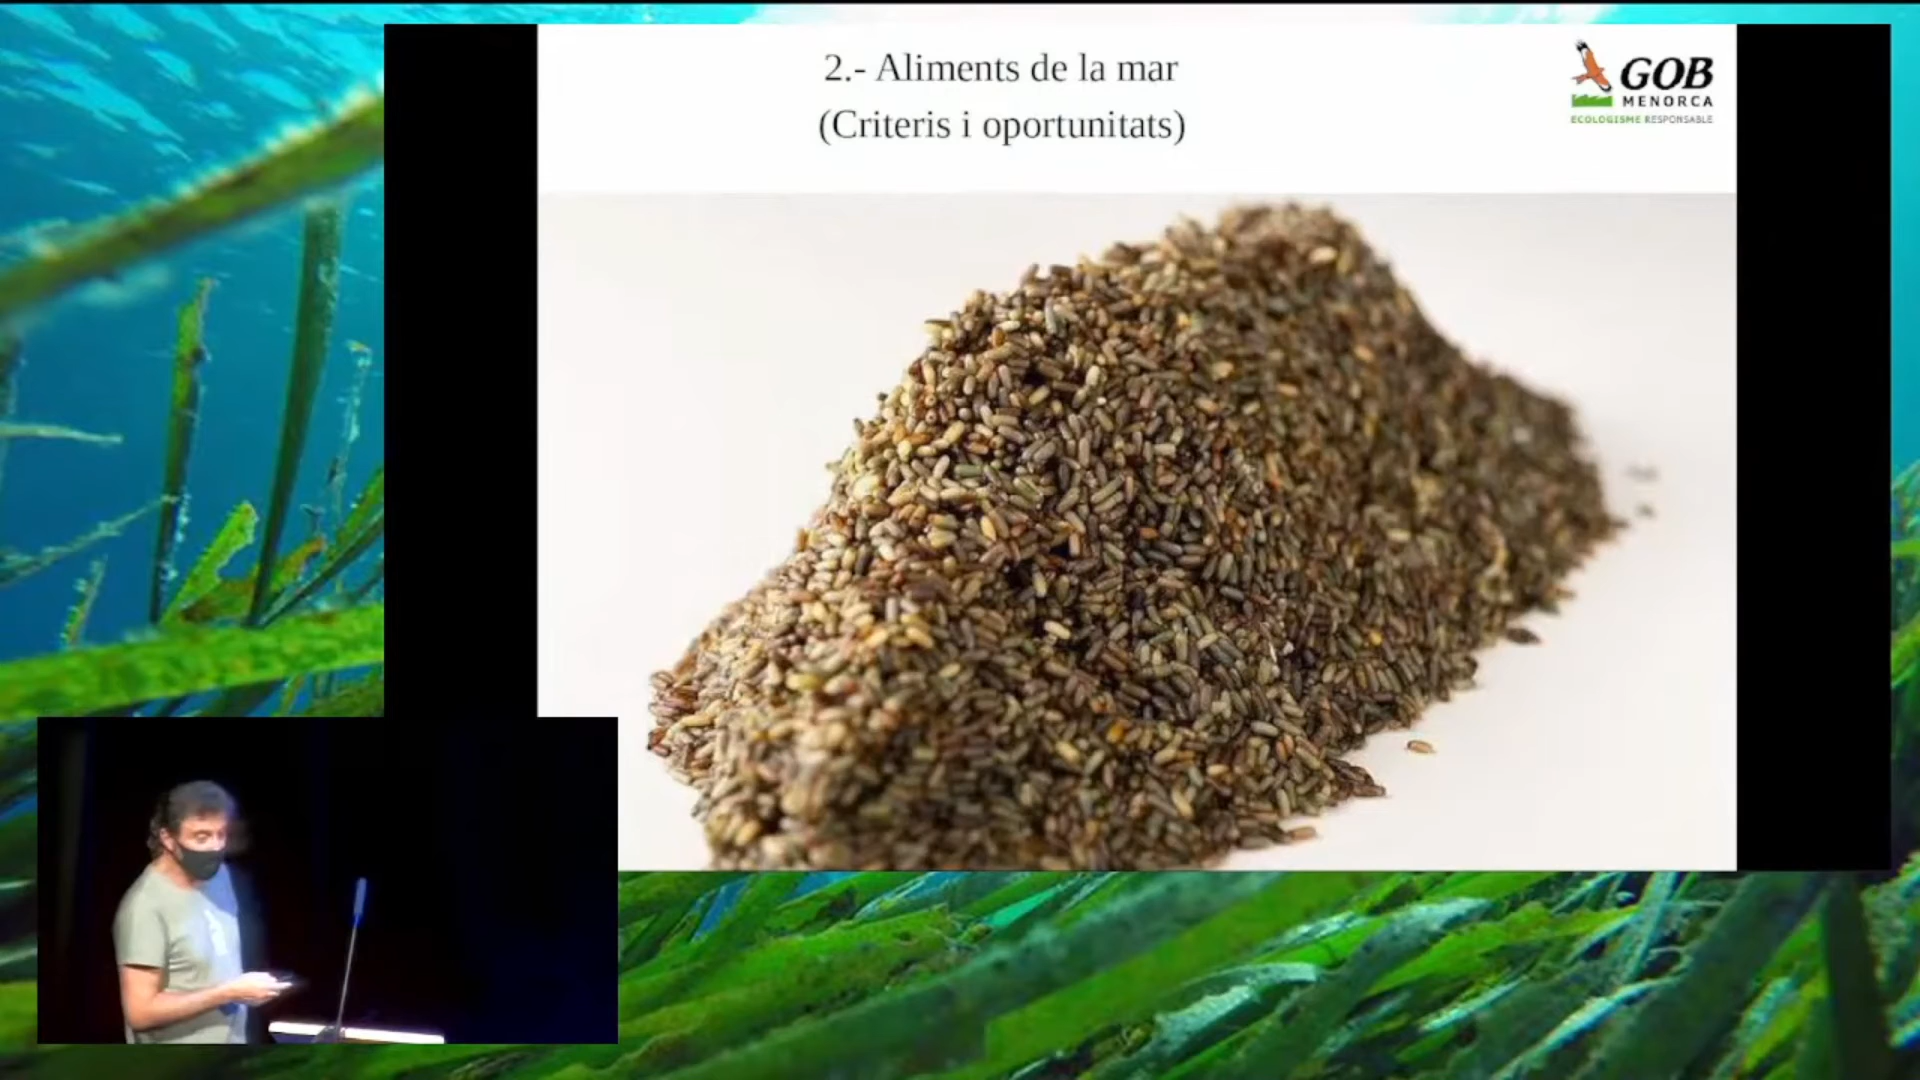 2.- Aliments de la mar
(Criteris i oportunitats)
GOB
MENORCA
ECOLOGISME RESPONSABLE